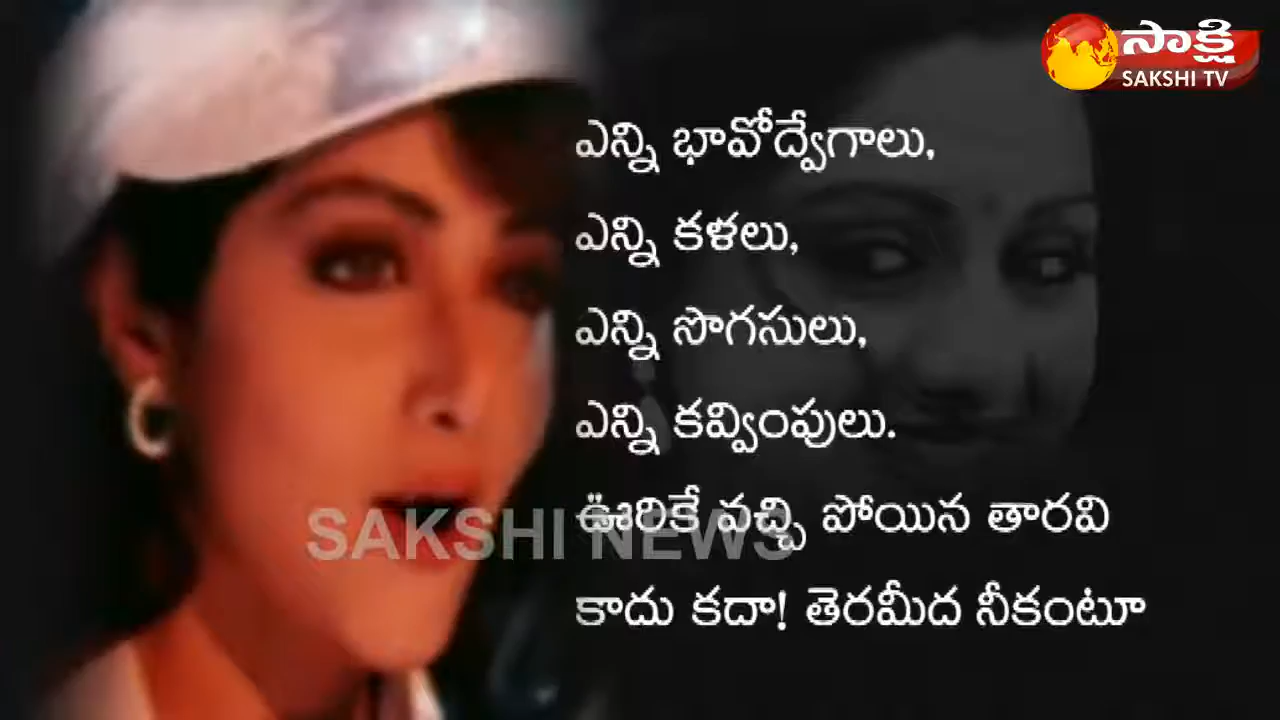 సాక్షి
SAKSHI TV
ఎన్ని భావోద్వేగాలు,
ఎన్ని కళలు,
ఎన్ని సొగసులు,
ఎన్ని కవ్వింపులు.
ఊరికే వచ్చి పోయిన తారవి
SAKSHI NEWS
కాదు కదా! తెరమీద నీకంటూ